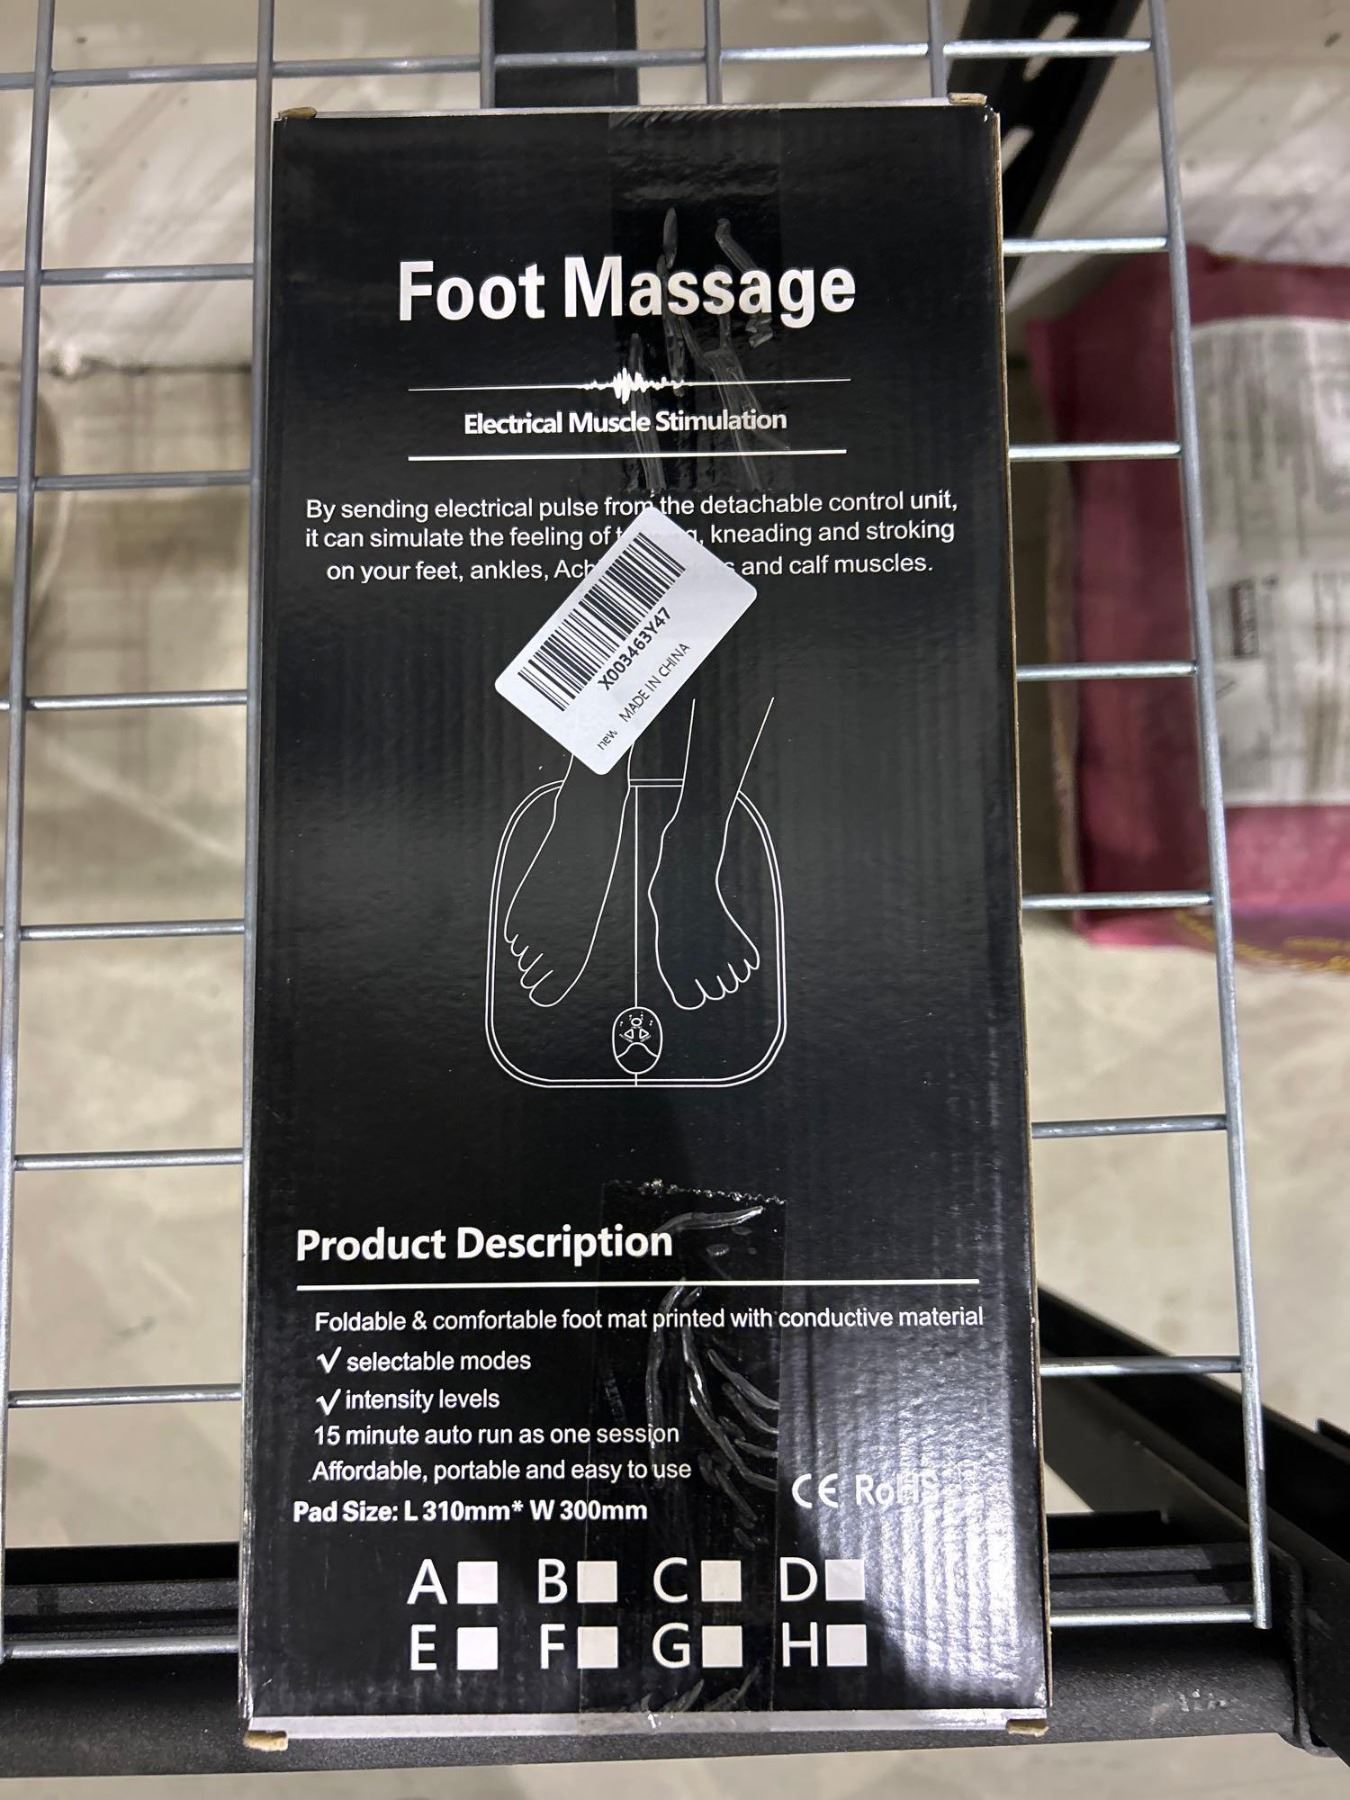 Foot Massage
Electrical Muscle Stimulation
By sending electrical pulse from the detachable control unit,
it can simulate the feeling of kneading and stroking
on your feet, ankles, and calf muscles.
X003463Y47
new MADE IN CHINA
Product Description
Foldable & comfortable foot mat printed with conductive material
√ selectable modes
√ intensity levels
15 minute auto run as one session
Affordable, portable and easy to use
CE RoHS
Pad Size: L 310mm* W 300mm
A B C D
E F G H